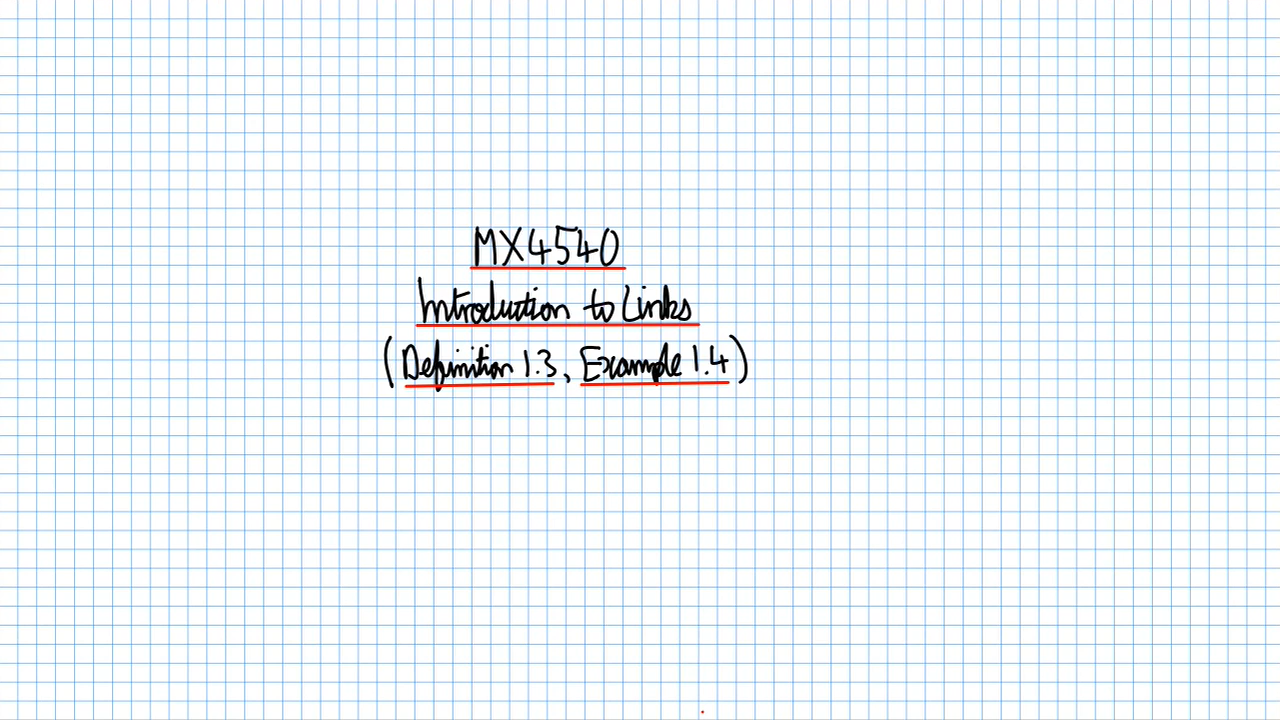 MX4540
Introduction to Links
(Definition 1.3, Example 1.4)